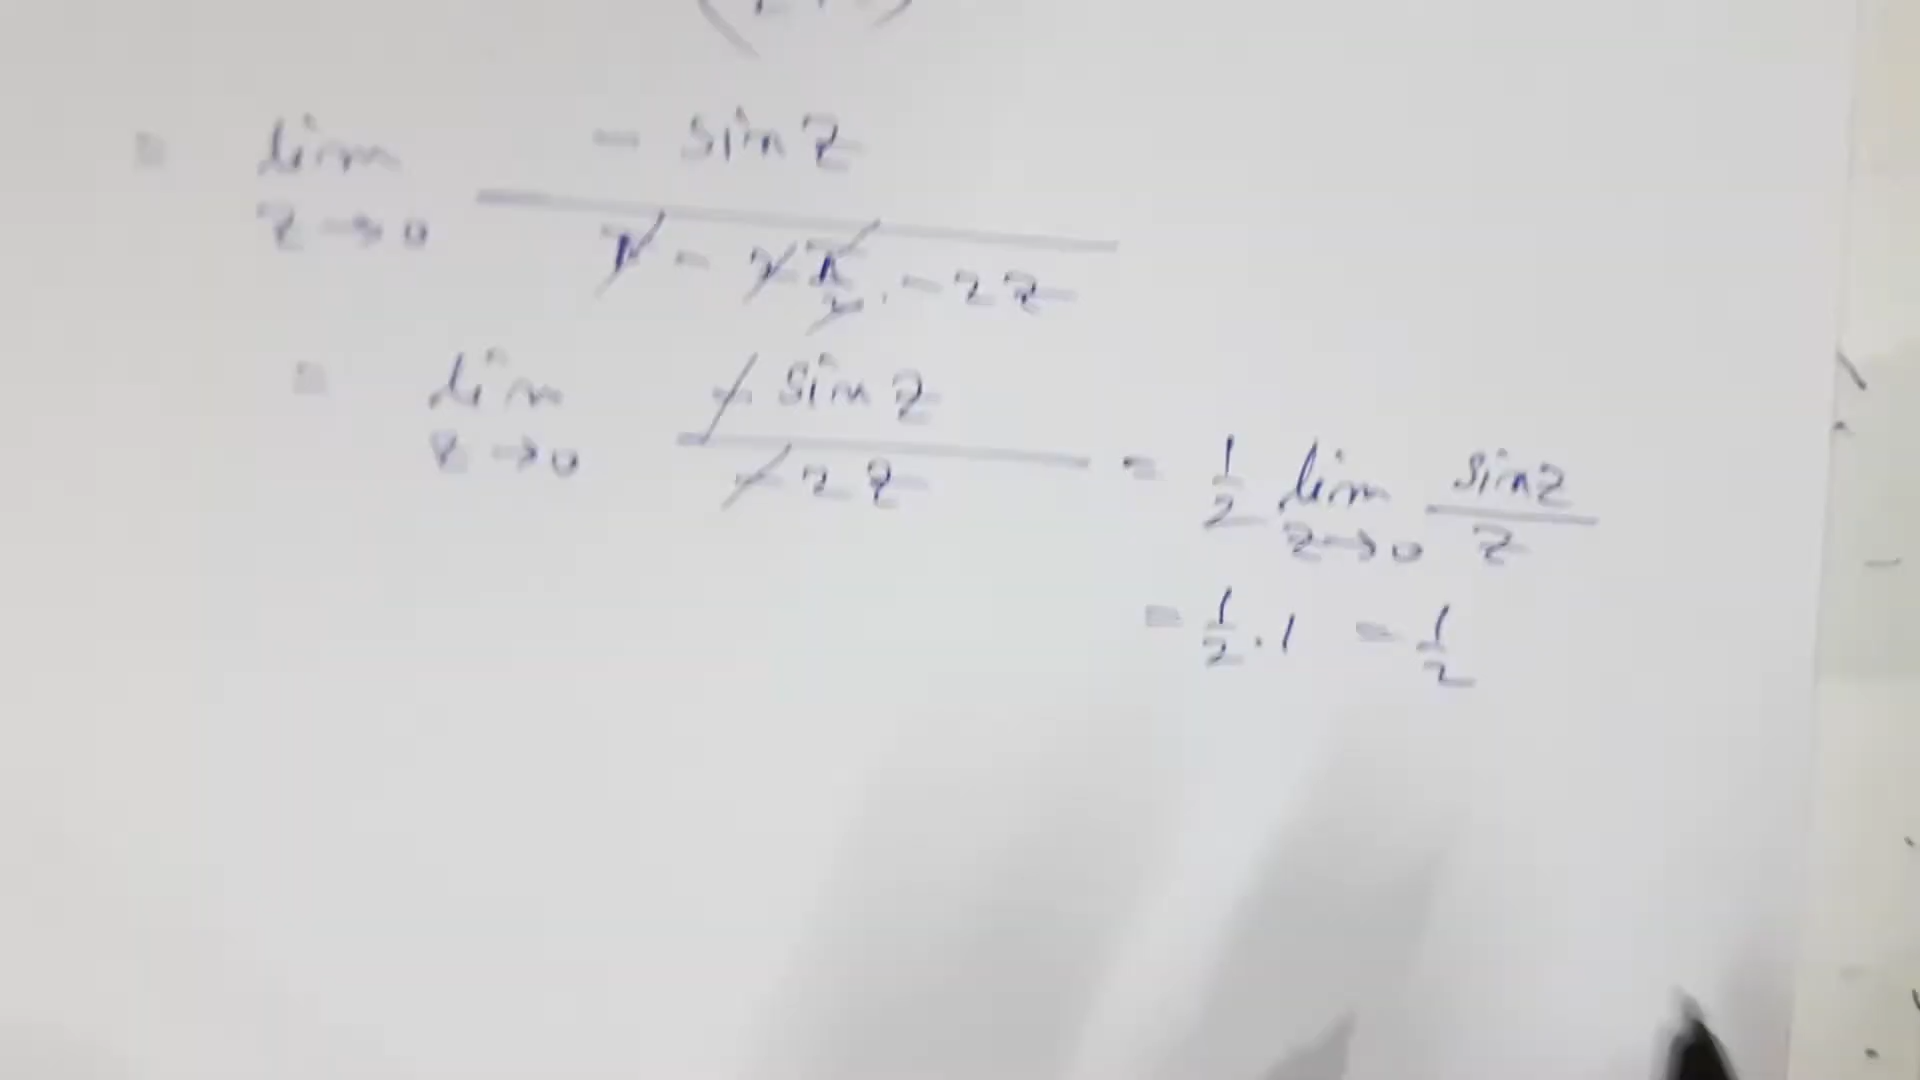 = lim z→0 - sin z / π - 2 π/2 . - 2z
= lim z→0 - sin z / - 2z = 1/2 lim z→0 sin z / z
= 1/2 . 1 = 1/2